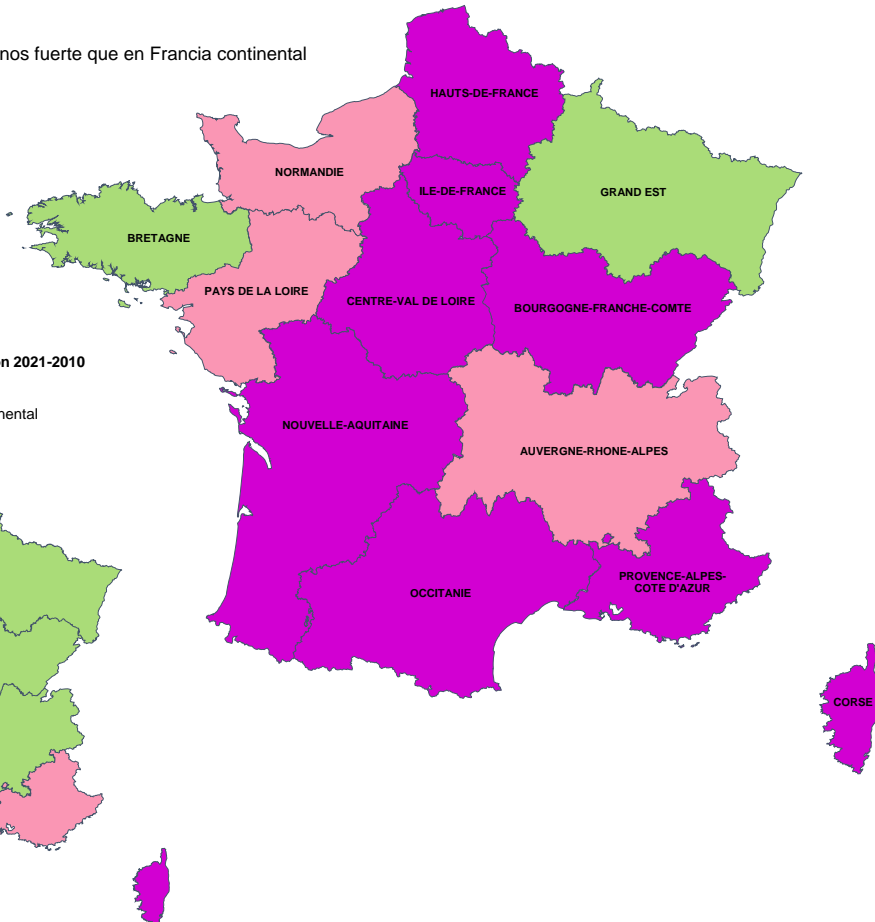 nos fuerte que en Francia continental
HAUTS-DE-FRANCE
NORMANDIE
ILE-DE-FRANCE
GRAND EST
BRETAGNE
PAYS DE LA LOIRE
CENTRE-VAL DE LOIRE
BOURGOGNE-FRANCHE-COMTE
n 2021-2010
nental
NOUVELLE-AQUITAINE
AUVERGNE-RHONE-ALPES
PROVENCE-ALPES-
COTE D'AZUR
OCCITANIE
CORSE